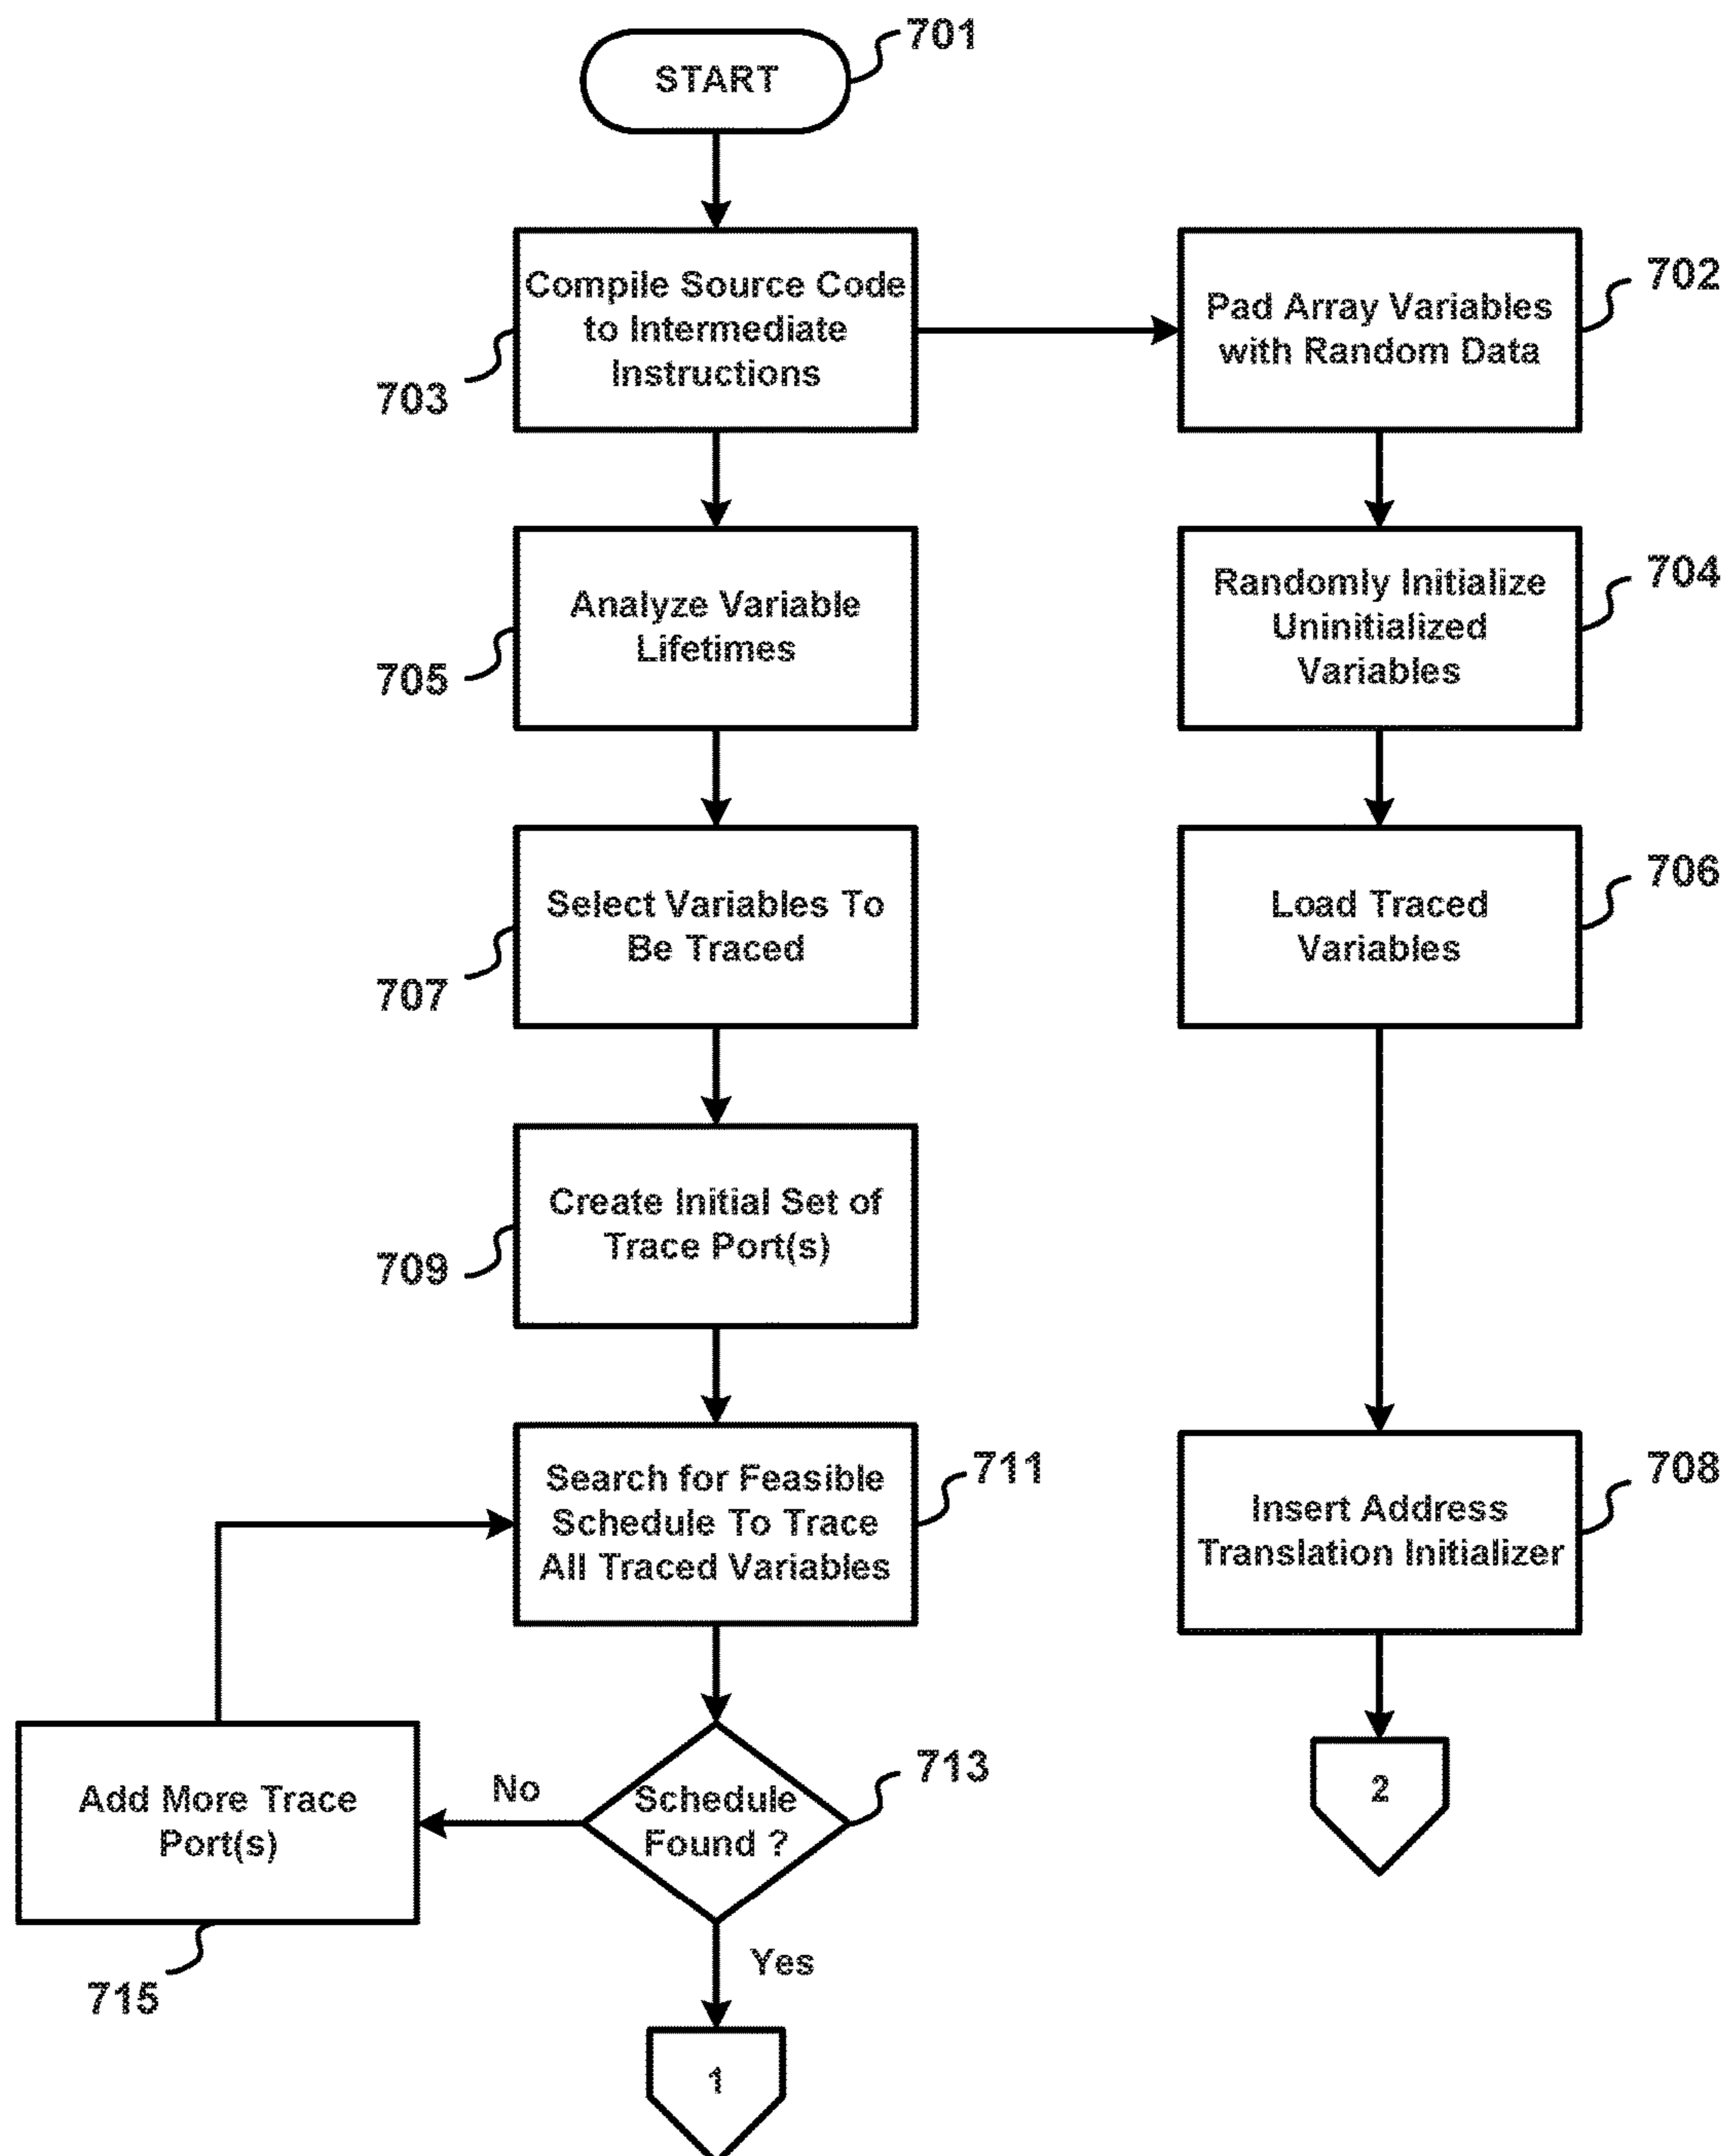 START
701
Compile Source Code
to Intermediate
Instructions
703
Pad Array Variables
with Random Data
702
Analyze Variable
Lifetimes
705
Randomly Initialize
Uninitialized
Variables
704
Select Variables To
Be Traced
707
Load Traced
Variables
706
Create Initial Set of
Trace Port(s)
709
Search for Feasible
Schedule To Trace
All Traced Variables
711
Insert Address
Translation Initializer
708
Schedule
Found ?
713
No
Add More Trace
Port(s)
715
Yes
1
2